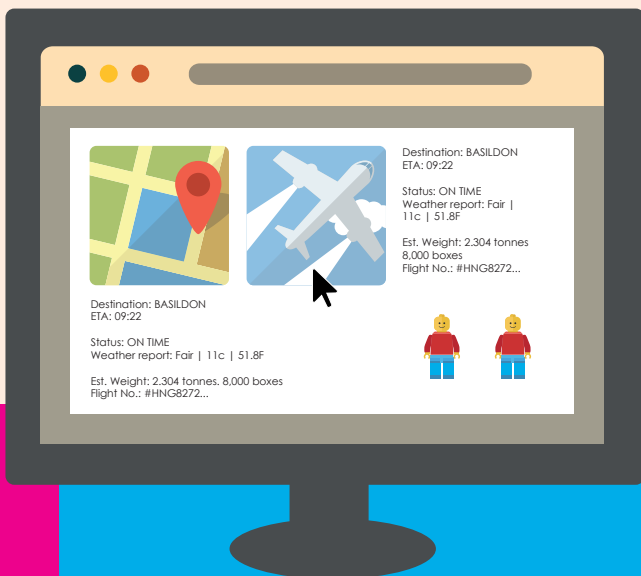 Destination: BASILDON
ETA: 09:22
Status: ON TIME
Weather report: Fair |
11c | 51.8F
Est. Weight: 2.304 tonnes
8,000 boxes
Flight No.: #HNG8272...
Destination: BASILDON
ETA: 09:22
Status: ON TIME
Weather report: Fair | 11c | 51.8F
Est. Weight: 2.304 tonnes. 8,000 boxes
Flight No.: #HNG8272...